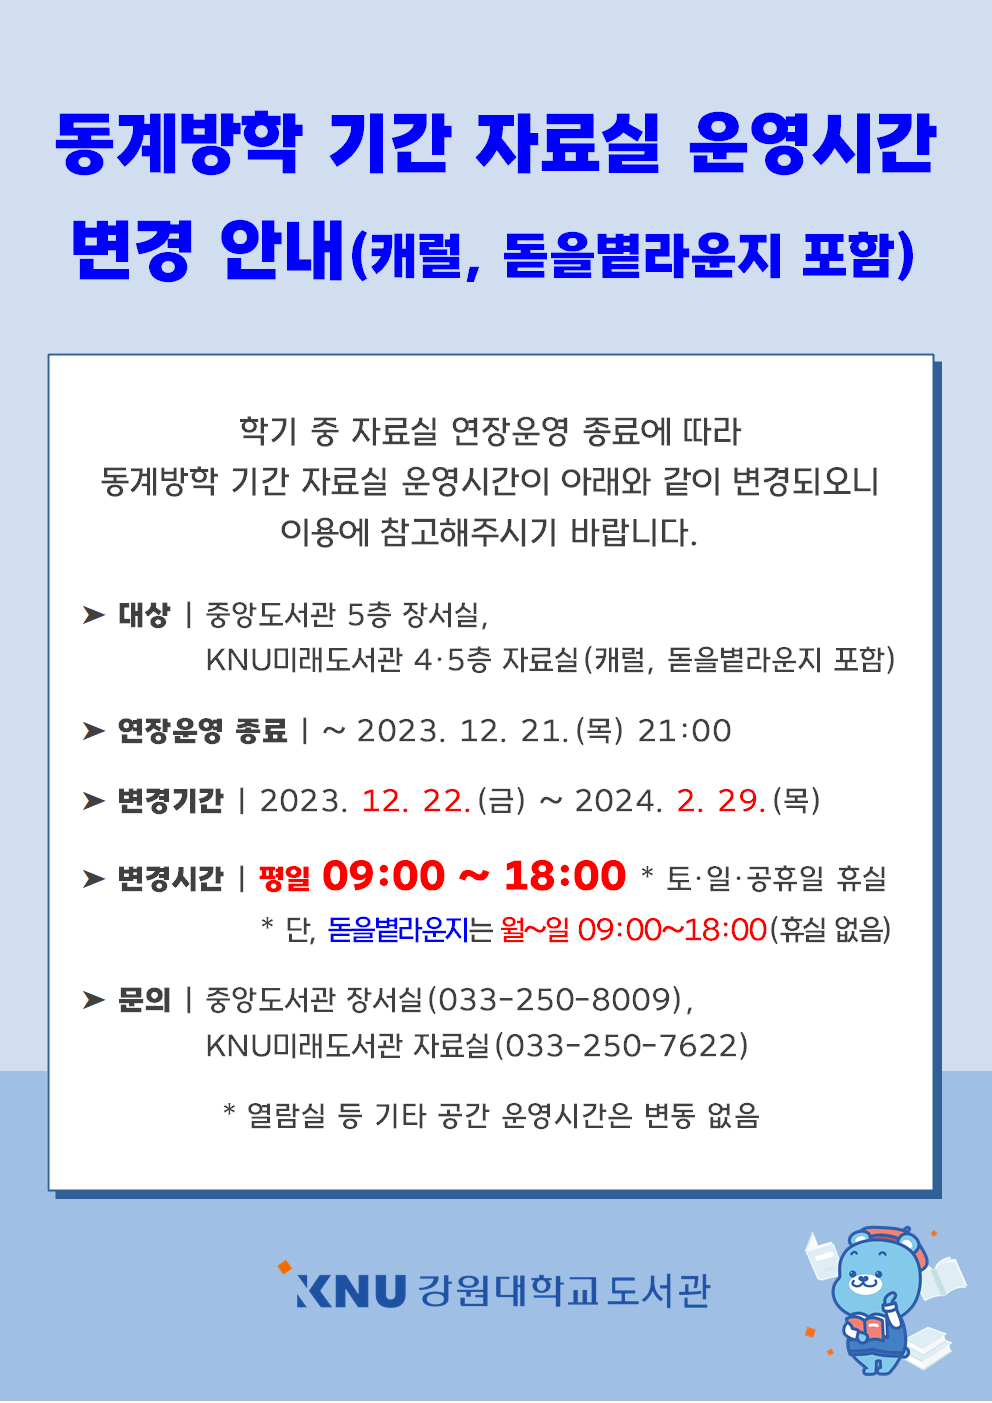 동계방학 기간 자료실 운영시간
변경 안내(캐럴, 돋을볕라운지 포함)
학기 중 자료실 연장운영 종료에 따라
동계방학 기간 자료실 운영시간이 아래와 같이 변경되오니
이용에 참고해주시기 바랍니다.
➤ 대상 | 중앙도서관 5층 장서실,
KNU미래도서관 4·5층 자료실(캐럴, 돋을볕라운지 포함)
➤ 연장운영 종료 | ~ 2023. 12. 21.(목) 21:00
➤ 변경기간 | 2023. 12. 22.(금) ~ 2024. 2. 29.(목)
➤ 변경시간 | 평일 09:00 ~ 18:00 * 토·일·공휴일 휴실
* 단, 돋을볕라운지는 월~일 09:00~18:00(휴실 없음)
➤ 문의 | 중앙도서관 장서실(033-250-8009),
KNU미래도서관 자료실(033-250-7622)
* 열람실 등 기타 공간 운영시간은 변동 없음
KNU 강원대학교도서관